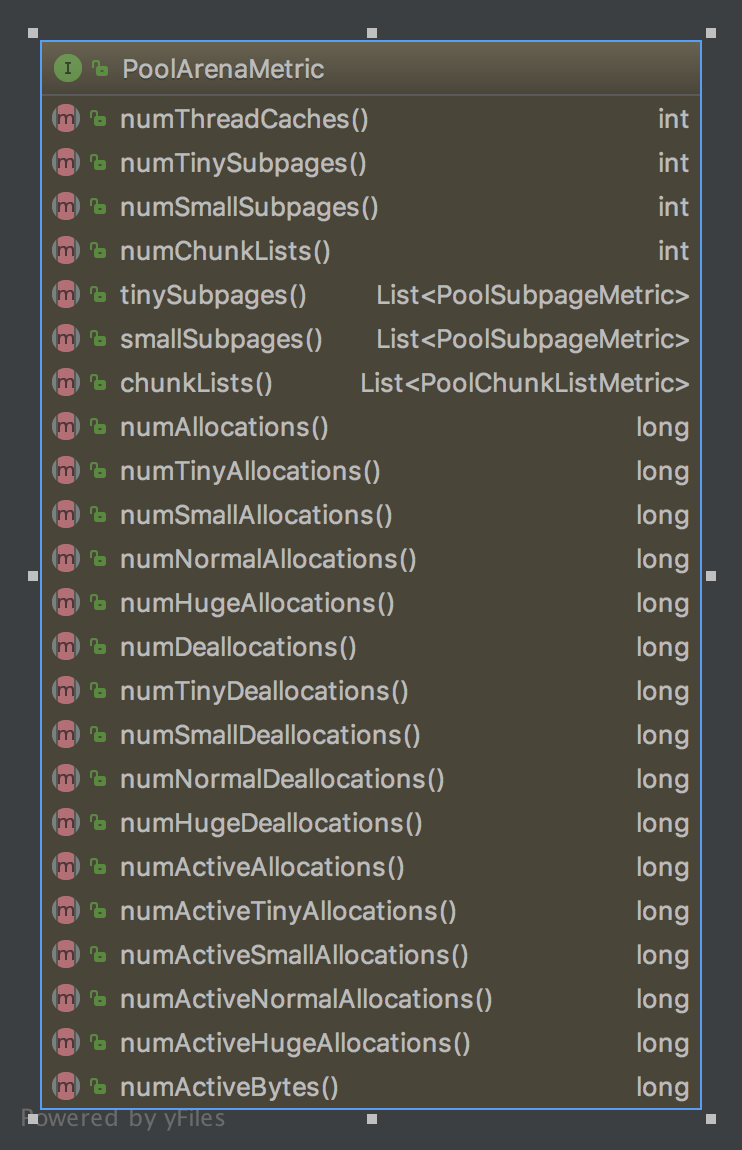 I PoolArenaMetric
m numThreadCaches() int
m numTinySubpages() int
m numSmallSubpages() int
m numChunkLists() int
m tinySubpages() List<PoolSubpageMetric>
m smallSubpages() List<PoolSubpageMetric>
m chunkLists() List<PoolChunkListMetric>
m numAllocations() long
m numTinyAllocations() long
m numSmallAllocations() long
m numNormalAllocations() long
m numHugeAllocations() long
m numDeallocations() long
m numTinyDeallocations() long
m numSmallDeallocations() long
m numNormalDeallocations() long
m numHugeDeallocations() long
m numActiveAllocations() long
m numActiveTinyAllocations() long
m numActiveSmallAllocations() long
m numActiveNormalAllocations() long
m numActiveHugeAllocations() long
m numActiveBytes() long
Powered by yFiles